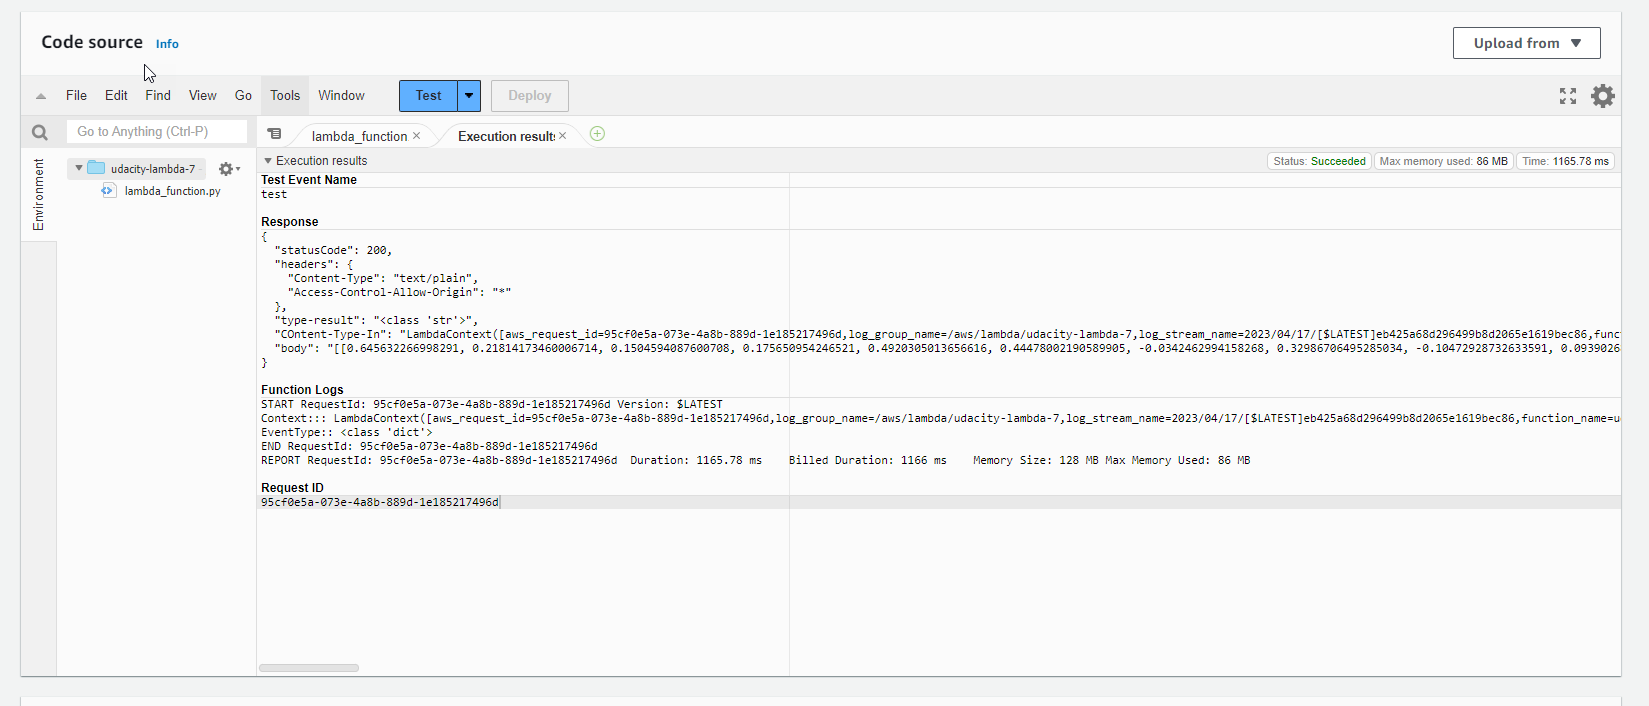 Code source Info
Upload from
File Edit Find View Go Tools Window Test Deploy
Go to Anything (Ctrl-P)
lambda_function Execution results
Environment
udacity-lambda-7
lambda_function.py
Execution results Status: Succeeded Max memory used: 86 MB Time: 1165.78 ms
Test Event Name
test
Response
{
"statusCode": 200,
"headers": {
"Content-Type": "text/plain",
"Access-Control-Allow-Origin": "*"
},
"type-result": "<class 'str'>",
"COntent-Type-In": "LambdaContext([aws_request_id=95cf0e5a-073e-4a8b-889d-1e185217496d,log_group_name=/aws/lambda/udacity-lambda-7,log_stream_name=2023/04/17/[$LATEST]eb425a68d296499b8d2065e1619bec86,func
"body": "[[0.645632266998291, 0.21814173460006714, 0.1504594087600708, 0.175650954246521, 0.4920305013656616, 0.44478002190589905, -0.0342462994158268, 0.32986706495285034, -0.10472928732633591, 0.0939026
}
Function Logs
START RequestId: 95cf0e5a-073e-4a8b-889d-1e185217496d Version: $LATEST
Context::: LambdaContext([aws_request_id=95cf0e5a-073e-4a8b-889d-1e185217496d,log_group_name=/aws/lambda/udacity-lambda-7,log_stream_name=2023/04/17/[$LATEST]eb425a68d296499b8d2065e1619bec86,function_name=u
EventType:: <class 'dict'>
END RequestId: 95cf0e5a-073e-4a8b-889d-1e185217496d
REPORT RequestId: 95cf0e5a-073e-4a8b-889d-1e185217496d Duration: 1165.78 ms Billed Duration: 1166 ms Memory Size: 128 MB Max Memory Used: 86 MB
Request ID
95cf0e5a-073e-4a8b-889d-1e185217496d